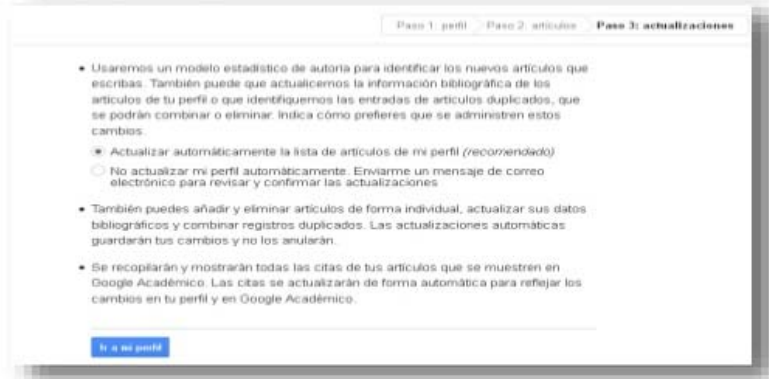 Paso 1: perfil Paso 2: artículos Paso 3: actualizaciones
Usaremos un modelo estadístico de autoría para identificar los nuevos artículos que
escribas. También puede que actualicemos la información bibliográfica de los
artículos de tu perfil o que identifiquemos las entradas de artículos duplicados, que
se podrán combinar o eliminar. Indica cómo prefieres que se administren estos
cambios.
Actualizar automáticamente la lista de artículos de mi perfil (recomendado)
No actualizar mi perfil automáticamente. Enviarme un mensaje de correo
electrónico para revisar y confirmar las actualizaciones
También puedes añadir y eliminar artículos de forma individual, actualizar sus datos
bibliográficos y combinar registros duplicados. Las actualizaciones automáticas
guardarán tus cambios y no los anularán.
Se recopilarán y mostrarán todas las citas de tus artículos que se muestren en
Google Académico. Las citas se actualizarán de forma automática para reflejar los
cambios en tu perfil y en Google Académico.
Ir a mi perfil